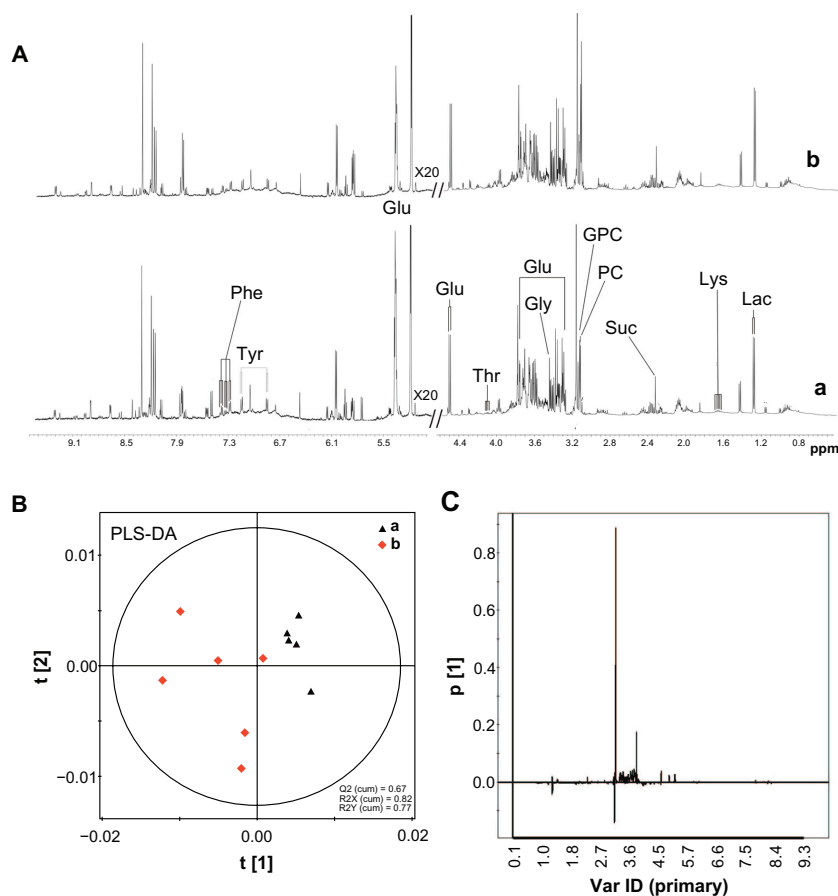 A
b
X20
Glu
GPC
Glu
PC
Lys
Glu
Phe
Gly
Lac
Suc
Tyr
Thr
a
X20
9.1 8.5 7.9 7.3 6.7 6.1 5.5 4.4 3.6 2.8 2.4 2.0 1.6 1.2 0.8
ppm
B
C
PLS-DA
a
b
0.01
0.00
−0.01
t [2]
Q2 (cum) = 0.67
R2X (cum) = 0.82
R2Y (cum) = 0.77
−0.02 −0.01 0.00 0.01 0.02
t [1]
0.8
0.6
0.4
0.2
0.0
p [1]
0.1 1.0 1.8 2.7 3.6 4.5 5.7 6.6 7.5 8.4 9.3
Var ID (primary)